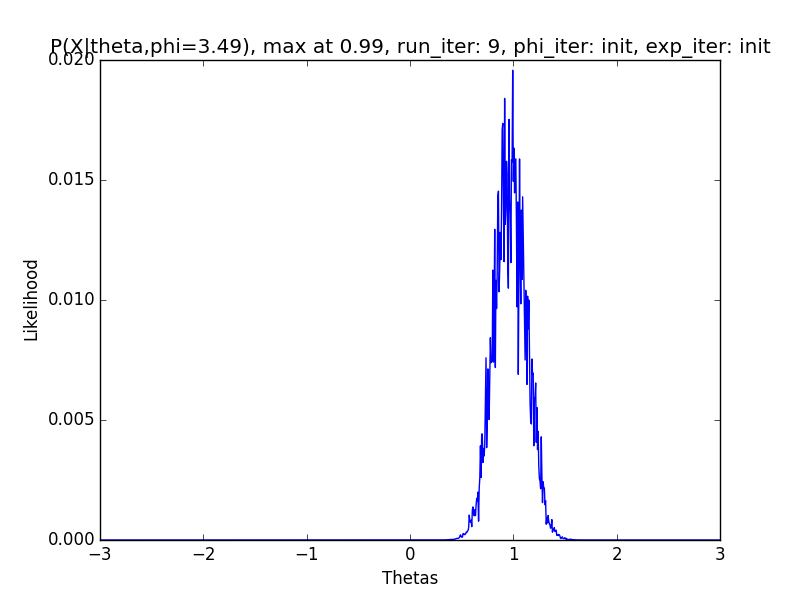 P(X|theta,phi=3.49), max at 0.99, run_iter: 9, phi_iter: init, exp_iter: init
0.020
0.015
0.010
0.005
0.000
Likelihood
−3 −2 −1 0 1 2 3
Thetas